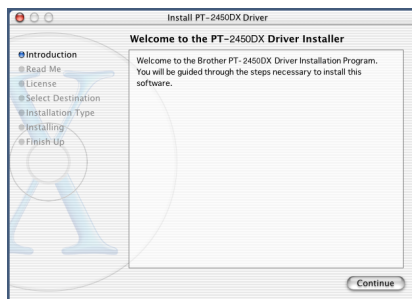 Install PT-2450DX Driver
Welcome to the PT-2450DX Driver Installer
Introduction
Read Me
License
Select Destination
Installation Type
Installing
Finish Up
Welcome to the Brother PT-2450DX Driver Installation Program.
You will be guided through the steps necessary to install this
software.
Continue